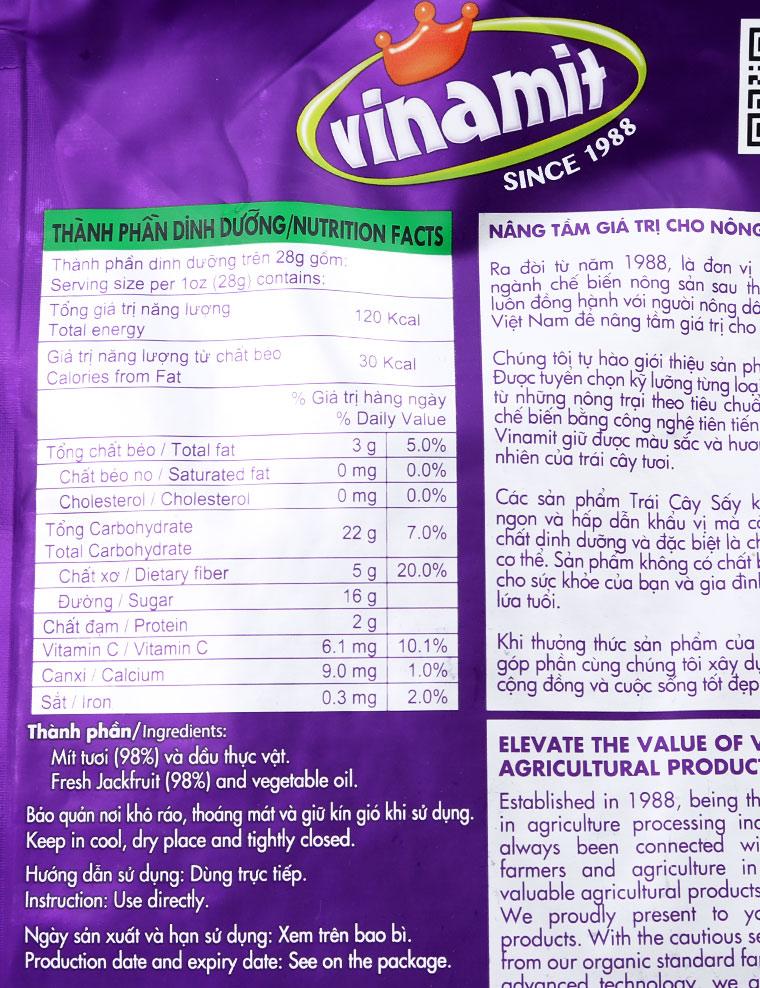 vinamit
SINCE 1988
THÀNH PHẦN DINH DƯỠNG/NUTRITION FACTS
Thành phần dinh dưỡng trên 28g gồm:
Serving size per 1oz (28g) contains:
Tổng giá trị năng lượng
Total energy
120 Kcal
Giá trị năng lượng từ chất béo
Calories from Fat
30 Kcal
% Giá trị hàng ngày
% Daily Value
Tổng chất béo / Total fat 3 g 5.0%
Chất béo no / Saturated fat 0 mg 0.0%
Cholesterol / Cholesterol 0 mg 0.0%
Tổng Carbohydrate
Total Carbohydrate
22 g 7.0%
Chất xơ / Dietary fiber 5 g 20.0%
Đường / Sugar 16 g
Chất đạm / Protein 2 g
Vitamin C / Vitamin C 6.1 mg 10.1%
Canxi / Calcium 9.0 mg 1.0%
Sắt / Iron 0.3 mg 2.0%
Thành phần/Ingredients:
Mít tươi (98%) và dầu thực vật.
Fresh Jackfruit (98%) and vegetable oil.
Bảo quản nơi khô ráo, thoáng mát và giữ kín gió khi sử dụng.
Keep in cool, dry place and tightly closed.
Hướng dẫn sử dụng: Dùng trực tiếp.
Instruction: Use directly.
Ngày sản xuất và hạn sử dụng: Xem trên bao bì.
Production date and expiry date: See on the package.
NÂNG TẦM GIÁ TRỊ CHO NÔNG
Ra đời từ năm 1988, là đơn vị
ngành chế biến nông sản sau
luôn đồng hành với người nông
Việt Nam để nâng tầm giá trị cho
Chúng tôi tự hào giới thiệu sản
Được tuyển chọn kỹ lưỡng từng loại
từ những nông trại theo tiêu
chế biến bằng công nghệ tiên tiến
Vinamit giữ được màu sắc và
nhiên của trái cây tươi.
Các sản phẩm Trái Cây Sấy
ngon và hấp dẫn khẩu vị mà
chất dinh dưỡng và đặc biệt là
cơ thể. Sản phẩm không có chất
cho sức khỏe của bạn và gia
lứa tuổi.
Khi thưởng thức sản phẩm của
góp phần cùng chúng tôi xây
cộng đồng và cuộc sống tốt đẹp
ELEVATE THE VALUE OF
AGRICULTURAL
Established in 1988, being
in agriculture processing
always been connected
farmers and agriculture in
valuable agricultural products
We proudly present to
products. With the cautious
from our organic standard
advanced technology, we